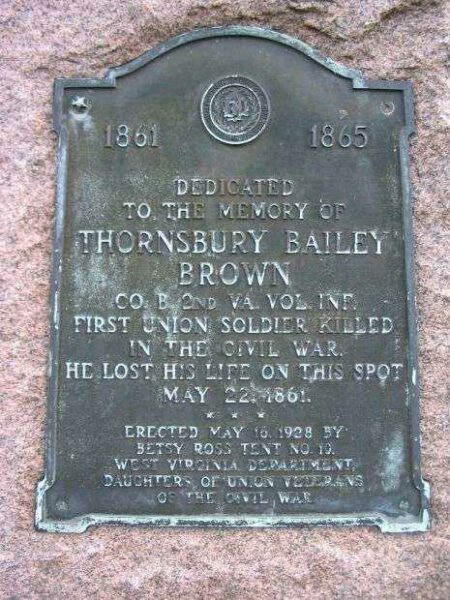 1861 1865
DEDICATED
TO THE MEMORY OF
THORNSBURY BAILEY
BROWN
CO. B. 2ND VA. VOL. INF.
FIRST UNION SOLDIER KILLED
IN THE CIVIL WAR.
HE LOST HIS LIFE ON THIS SPOT
MAY 22, 1861.
* * *
ERECTED MAY 16, 1928 BY
BETSY ROSS TENT NO. 10.
WEST VIRGINIA DEPARTMENT,
DAUGHTERS OF UNION VETERANS
OF THE CIVIL WAR